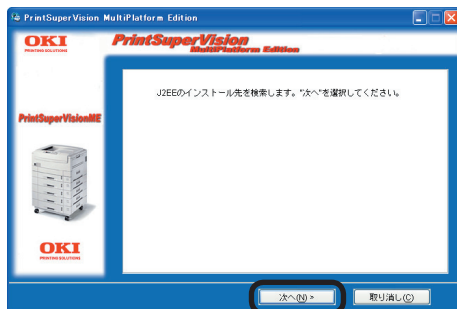 PrintSuperVision MultiPlatform Edition
OKI
PRINTING SOLUTIONS
PrintSuperVision
MultiPlatform Edition
J2EEのインストール先を検索します。"次へ"を選択してください。
PrintSuperVisionME
OKI
PRINTING SOLUTIONS
次へ(N) >
取り消し(C)